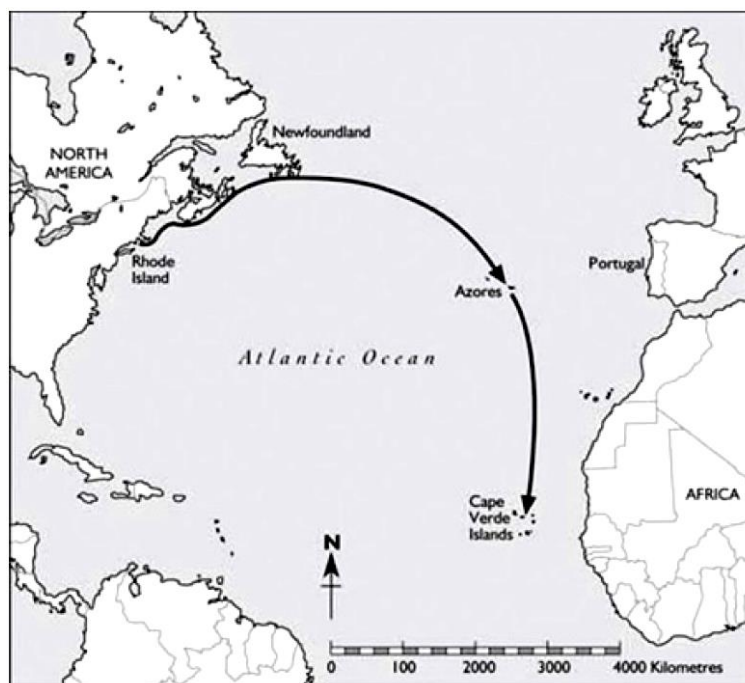 Newfoundland
NORTH
AMERICA
Rhode
Island
Portugal
Azores
Atlantic Ocean
Cape
Verde
Islands
AFRICA
N
0 100 2000 3000 4000 Kilometres